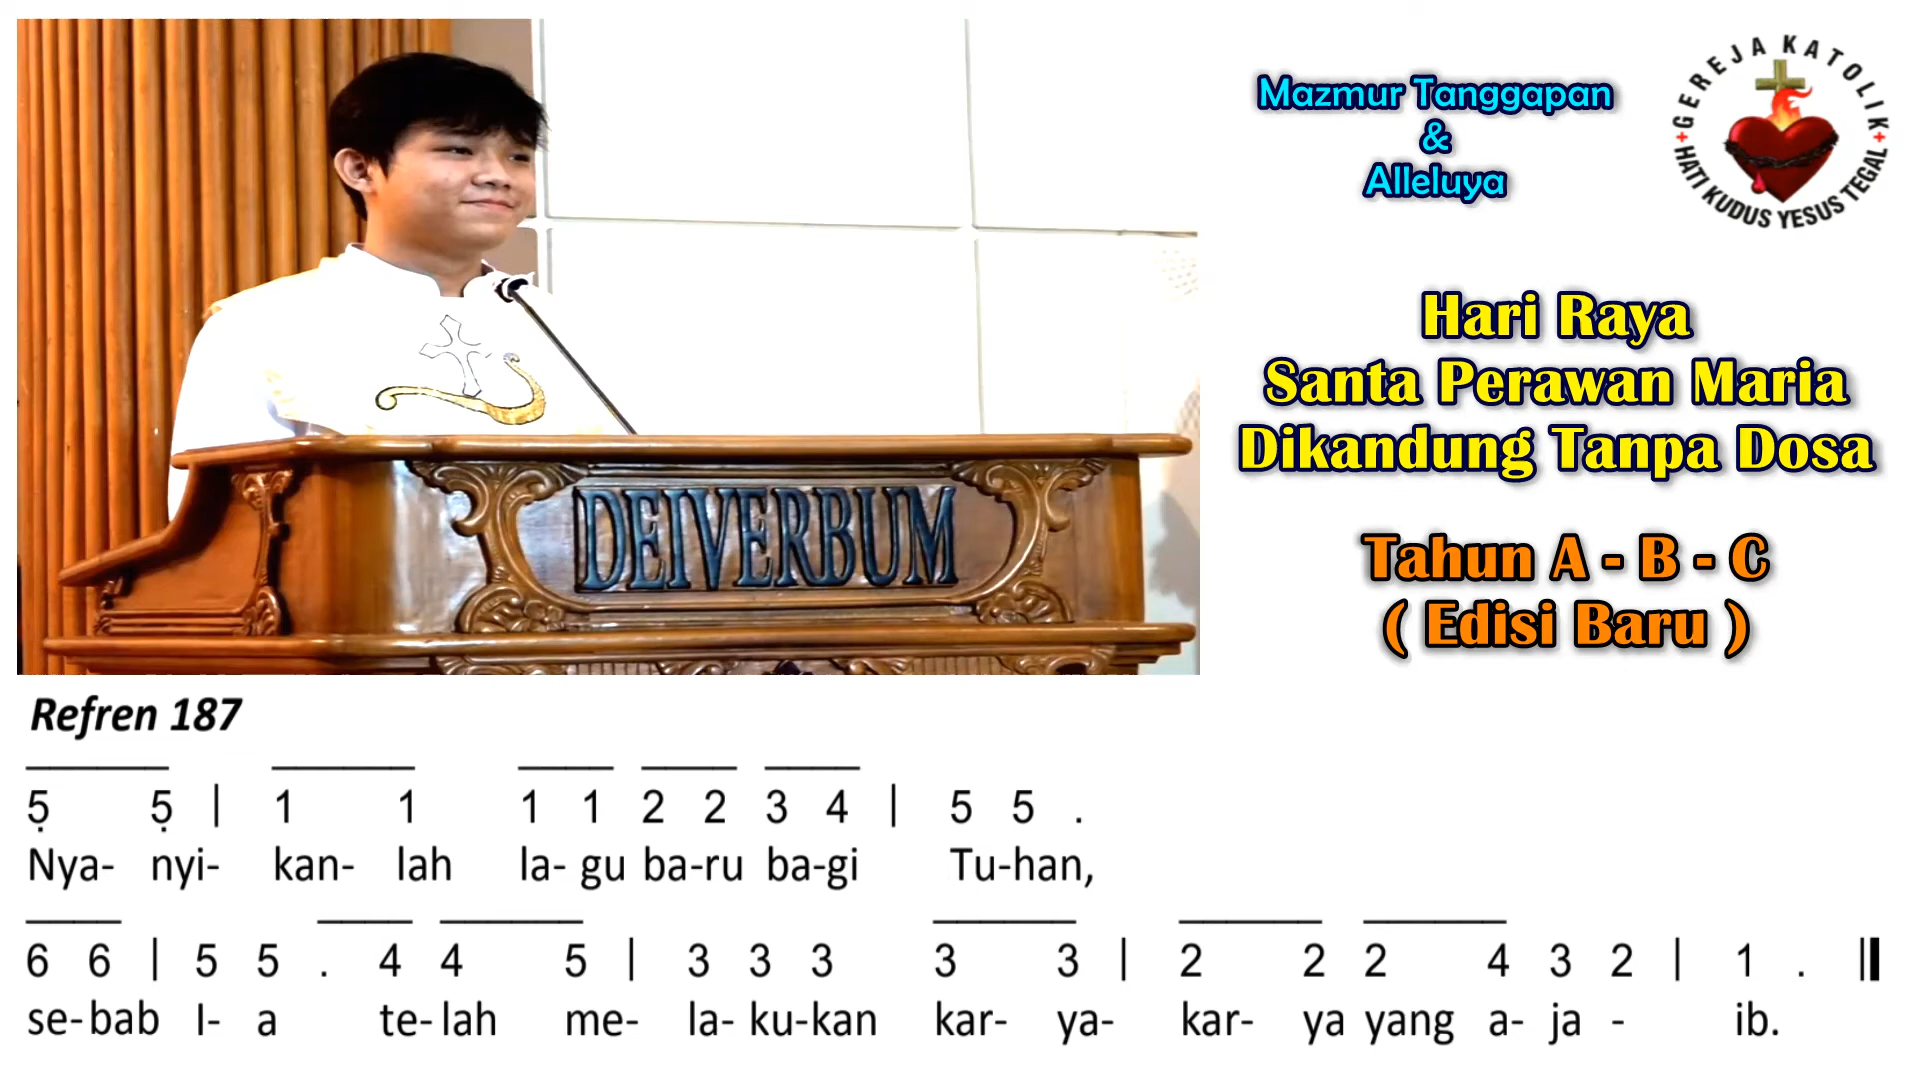 Mazmur Tanggapan
&
Alleluya
+ GEREJA KATOLIK +
HATI KUDUS YESUS TEGAL
Hari Raya
Santa Perawan Maria
Dikandung Tanpa Dosa
Tahun A - B - C
( Edisi Baru )
DEIVERBUM
Refren 187
5̣ 5̣ | 1 1 1 1 2 2 3 4 | 5 5 .
Nya- nyi- kan- lah la- gu ba-ru ba-gi Tu-han,
6 6 | 5 5 . 4 4 5 | 3 3 3 3 3 | 2 2 2 4 3 2 | 1 . ||
se-bab I- a te-lah me- la- ku-kan kar- ya- kar- ya yang a- ja - ib.